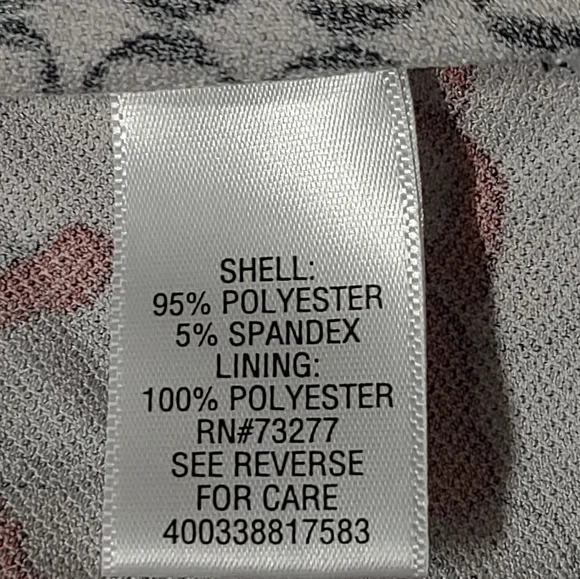 SHELL:
95% POLYESTER
5% SPANDEX
LINING:
100% POLYESTER
RN#73277
SEE REVERSE
FOR CARE
400338817583